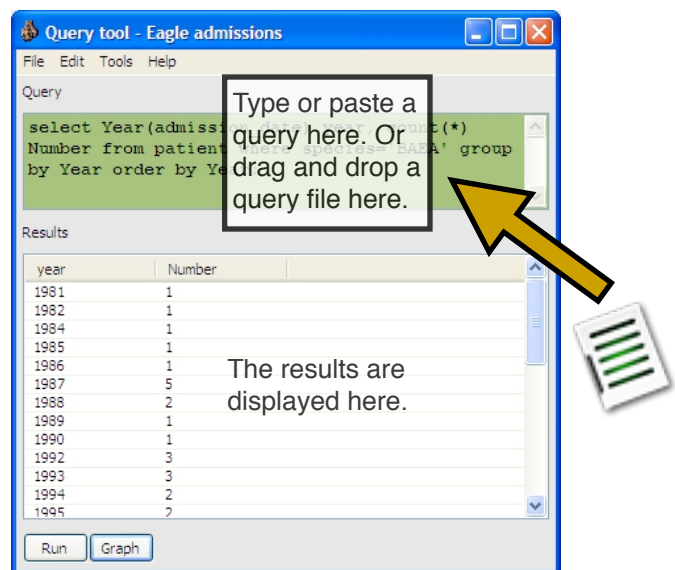 Query tool - Eagle admissions
File Edit Tools Help
Query
Type or paste a
query here. Or
drag and drop a
query file here.
select Year(admission_date) year, count(*)
Number from patient where species='BAEA' group
by Year order by Year
Results
year Number
1981 1
1982 1
1984 1
1985 1
1986 1
1987 5
1988 2
1989 1
1990 1
1992 3
1993 3
1994 2
1995 2
The results are
displayed here.
Run Graph